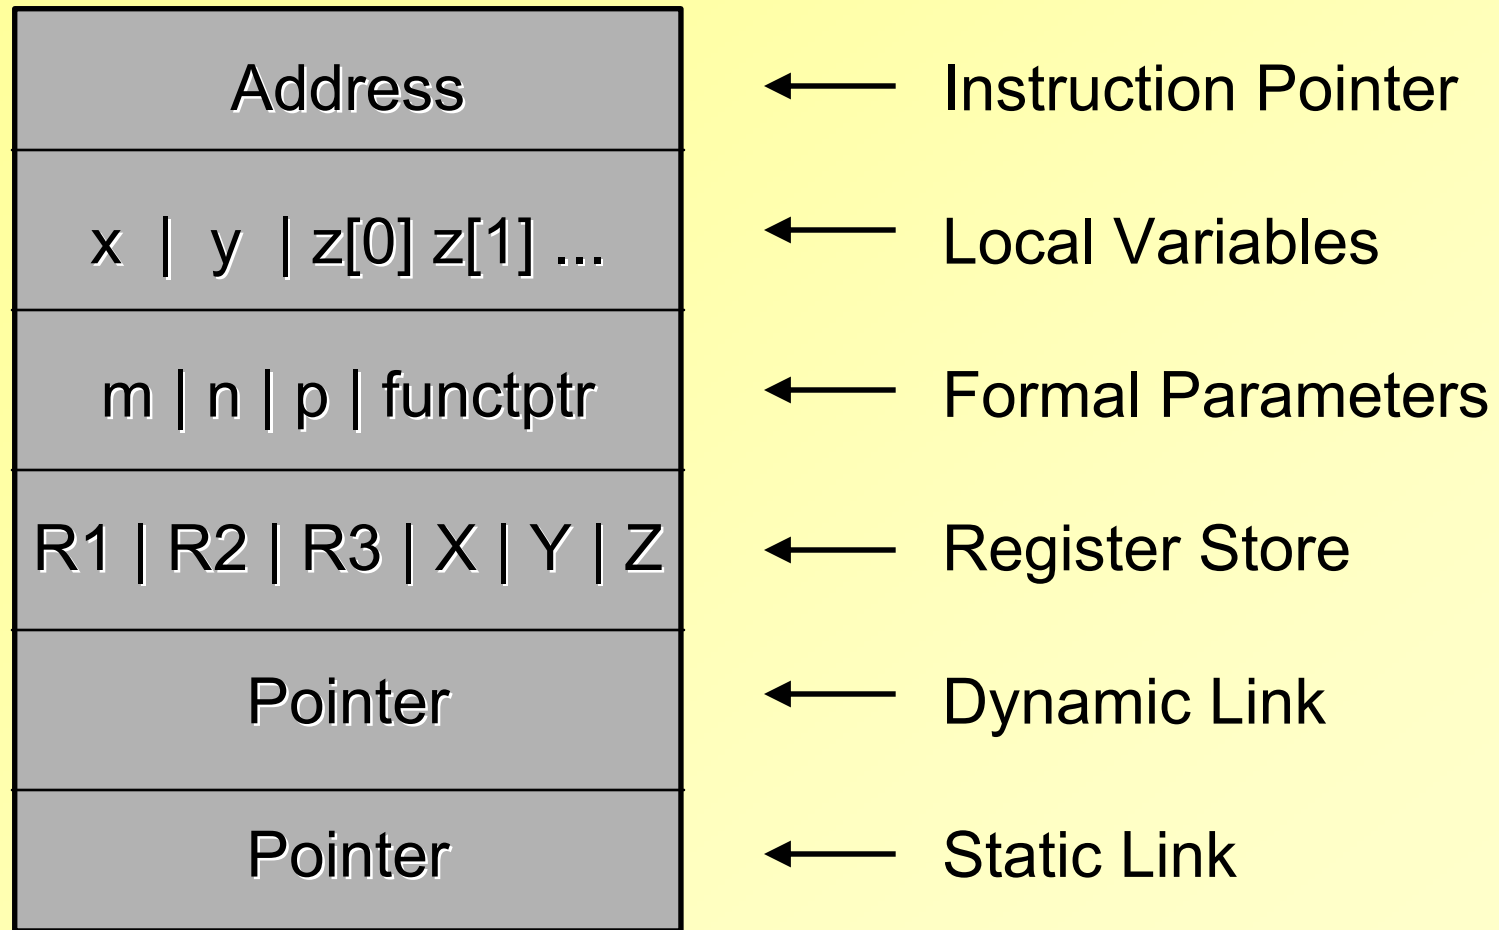 Address Instruction Pointer
x | y | z[0] z[1] ... Local Variables
m | n | p | functptr Formal Parameters
R1 | R2 | R3 | X | Y | Z Register Store
Pointer Dynamic Link
Pointer Static Link